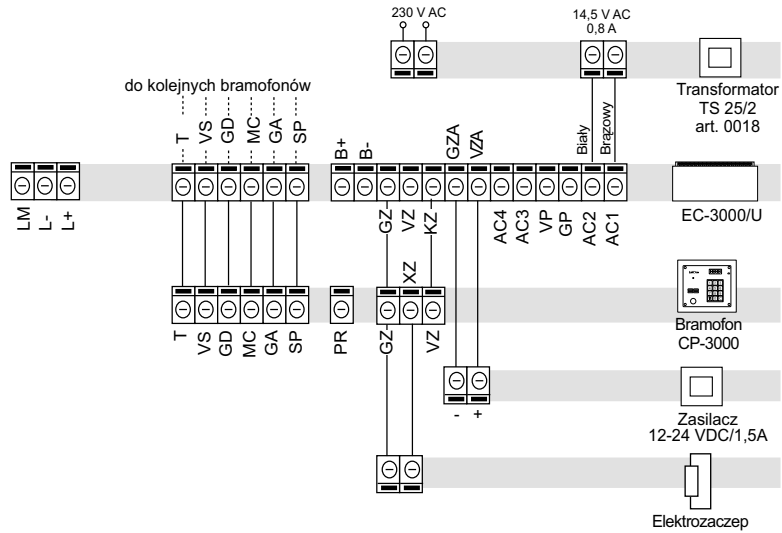 230 V AC
14,5 V AC
0,8 A
Transformator
TS 25/2
art. 0018
do kolejnych bramofonów
T VS GD MC GA SP
B+ B- GZA VZA
Biały
Brązowy
LM L- L+
GZ VZ KZ AC4 AC3 VP GP AC2 AC1
EC-3000/U
XZ
T VS GD MC GA SP PR GZ VZ
Bramofon
CP-3000
- +
Zasilacz
12-24 VDC/1,5A
Elektrozaczep